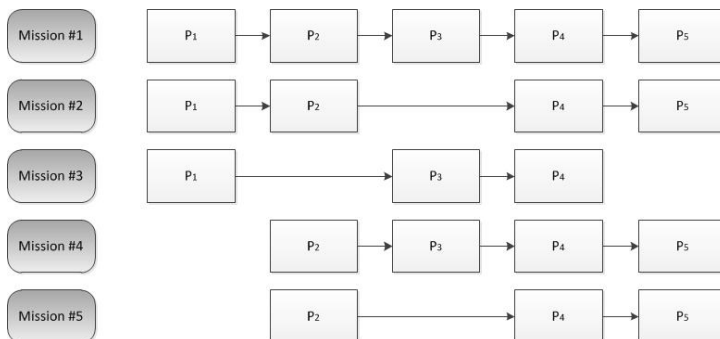 Mission #1 P₁ P₂ P₃ P₄ P₅
Mission #2 P₁ P₂ P₄ P₅
Mission #3 P₁ P₃ P₄
Mission #4 P₂ P₃ P₄ P₅
Mission #5 P₂ P₄ P₅